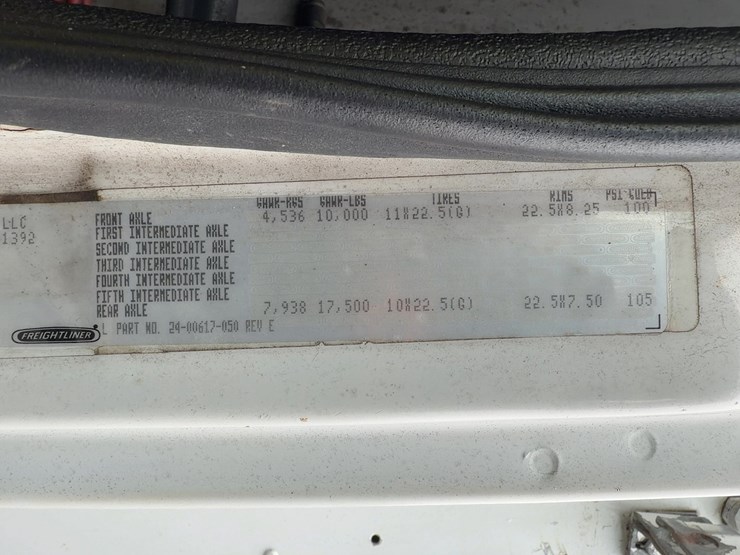 GAWR-KGS GAWR-LBS TIRES RIMS PSI COLD
LLC FRONT AXLE 4,536 10,000 11X22.5(G) 22.5X8.25 100
1392 FIRST INTERMEDIATE AXLE
SECOND INTERMEDIATE AXLE
THIRD INTERMEDIATE AXLE
FOURTH INTERMEDIATE AXLE
FIFTH INTERMEDIATE AXLE
REAR AXLE 7,938 17,500 10X22.5(G) 22.5X7.50 105
FREIGHTLINER L PART NO. 24-00617-050 REV E